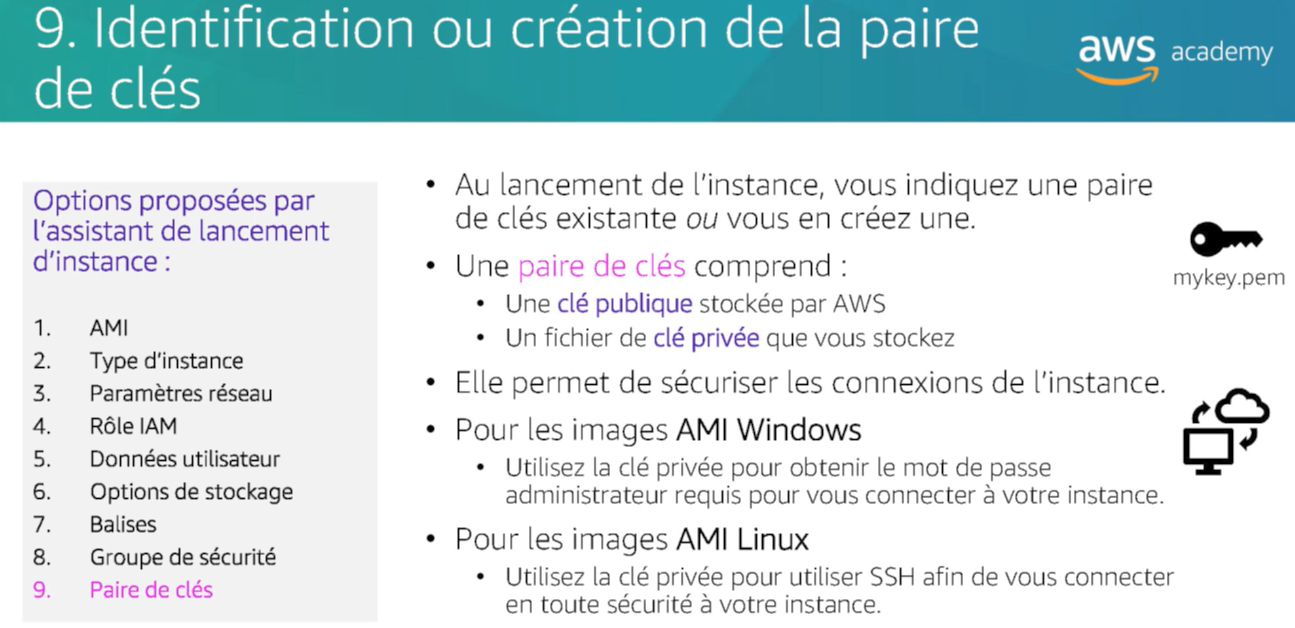 9. Identification ou création de la paire
de clés
aws academy
Options proposées par
l'assistant de lancement
d'instance :
1. AMI
2. Type d'instance
3. Paramètres réseau
4. Rôle IAM
5. Données utilisateur
6. Options de stockage
7. Balises
8. Groupe de sécurité
9. Paire de clés
• Au lancement de l'instance, vous indiquez une paire
de clés existante ou vous en créez une.
• Une paire de clés comprend :
• Une clé publique stockée par AWS
• Un fichier de clé privée que vous stockez
• Elle permet de sécuriser les connexions de l'instance.
• Pour les images AMI Windows
• Utilisez la clé privée pour obtenir le mot de passe
administrateur requis pour vous connecter à votre instance.
• Pour les images AMI Linux
• Utilisez la clé privée pour utiliser SSH afin de vous connecter
en toute sécurité à votre instance.
mykey.pem